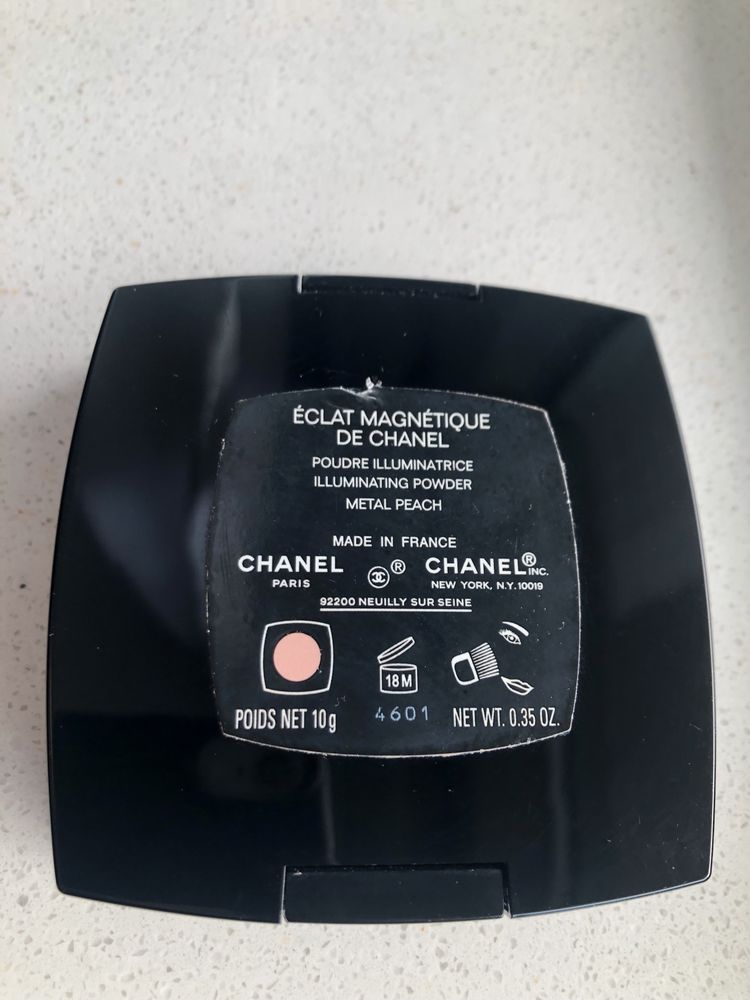 ÉCLAT MAGNÉTIQUE
DE CHANEL
POUDRE ILLUMINATRICE
ILLUMINATING POWDER
METAL PEACH
MADE IN FRANCE
CHANEL ® CHANEL® INC.
PARIS NEW YORK, N.Y. 10019
92200 NEUILLY SUR SEINE
18 M
POIDS NET 10g 4601 NET WT. 0.35 OZ.